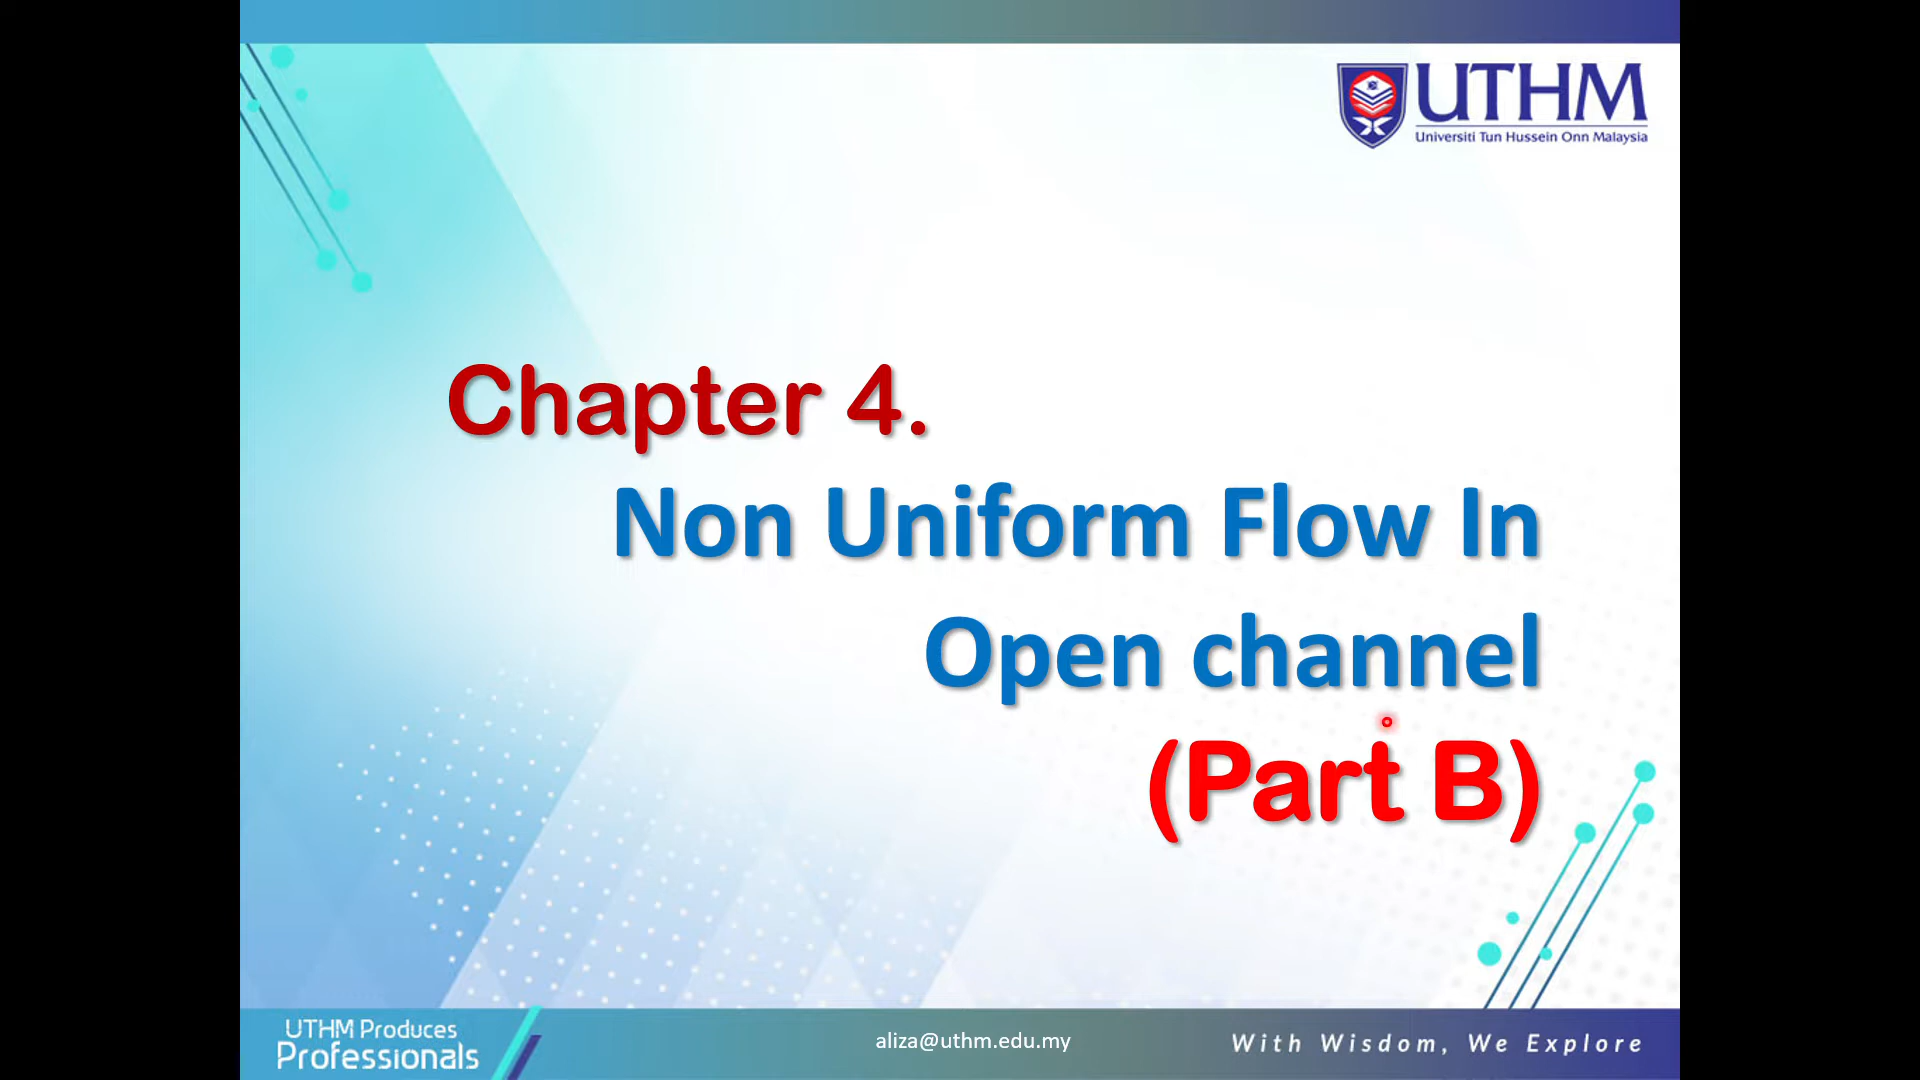 UTHM
Universiti Tun Hussein Onn Malaysia
Chapter 4.
Non Uniform Flow In
Open channel
(Part B)
UTHM Produces
Professionals
aliza@uthm.edu.my
With Wisdom, We Explore